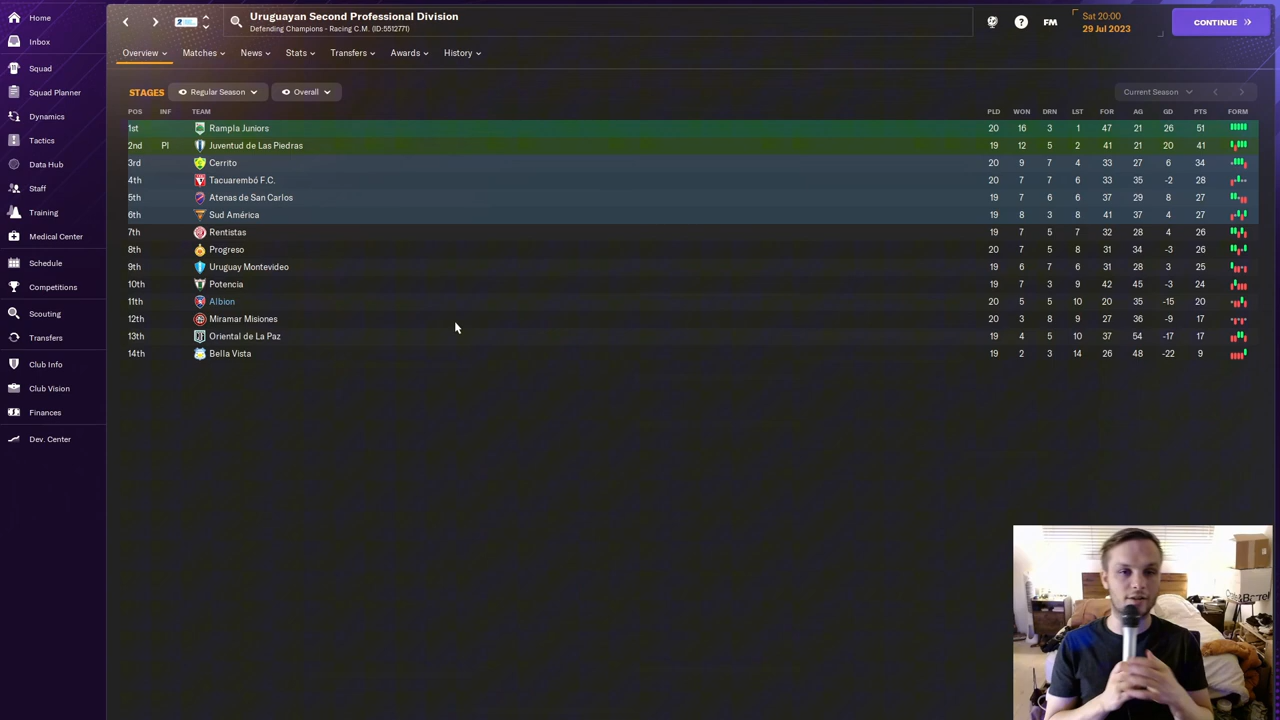 Home
Inbox
Squad
Squad Planner
Dynamics
Tactics
Data Hub
Staff
Training
Medical Center
Schedule
Competitions
Scouting
Transfers
Club Info
Club Vision
Finances
Dev. Center
Uruguayan Second Professional Division
Defending Champions - Racing C.M. (ID:551271)
FM
Sat 20:00
29 Jul 2023
CONTINUE
Overview Matches News Stats Transfers Awards History
STAGES Regular Season Overall Current Season
POS INF TEAM PLD WON DRN LST FOR AG GD PTS FORM
1st Rampla Juniors 20 16 3 1 47 21 26 51
2nd Pl Juventud de Las Piedras 19 12 5 2 41 21 20 41
3rd Cerrito 20 9 7 4 33 27 6 34
4th Tacuarembó F.C. 20 7 7 6 33 35 -2 28
5th Atenas de San Carlos 19 7 6 6 37 29 8 27
6th Sud América 19 8 3 8 41 37 4 27
7th Rentistas 19 7 5 7 32 28 4 26
8th Progreso 20 7 5 8 31 34 -3 26
9th Uruguay Montevideo 19 6 7 6 31 28 3 25
10th Potencia 19 7 3 9 42 45 -3 24
11th Albion 20 5 5 10 20 35 -15 20
12th Miramar Misiones 20 3 8 9 27 36 -9 17
13th Oriental de La Paz 19 4 5 10 37 54 -17 17
14th Bella Vista 19 2 3 14 26 48 -22 9